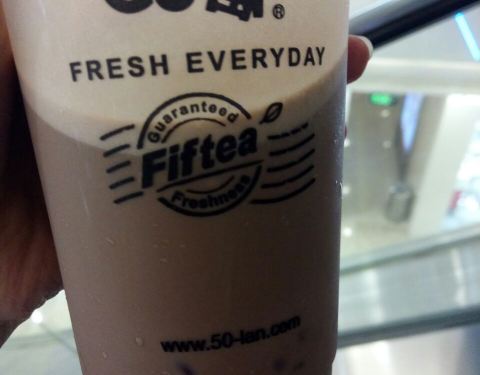 ®
FRESH EVERYDAY
Guaranteed
Fiftea
Freshness
www.50-lan.com